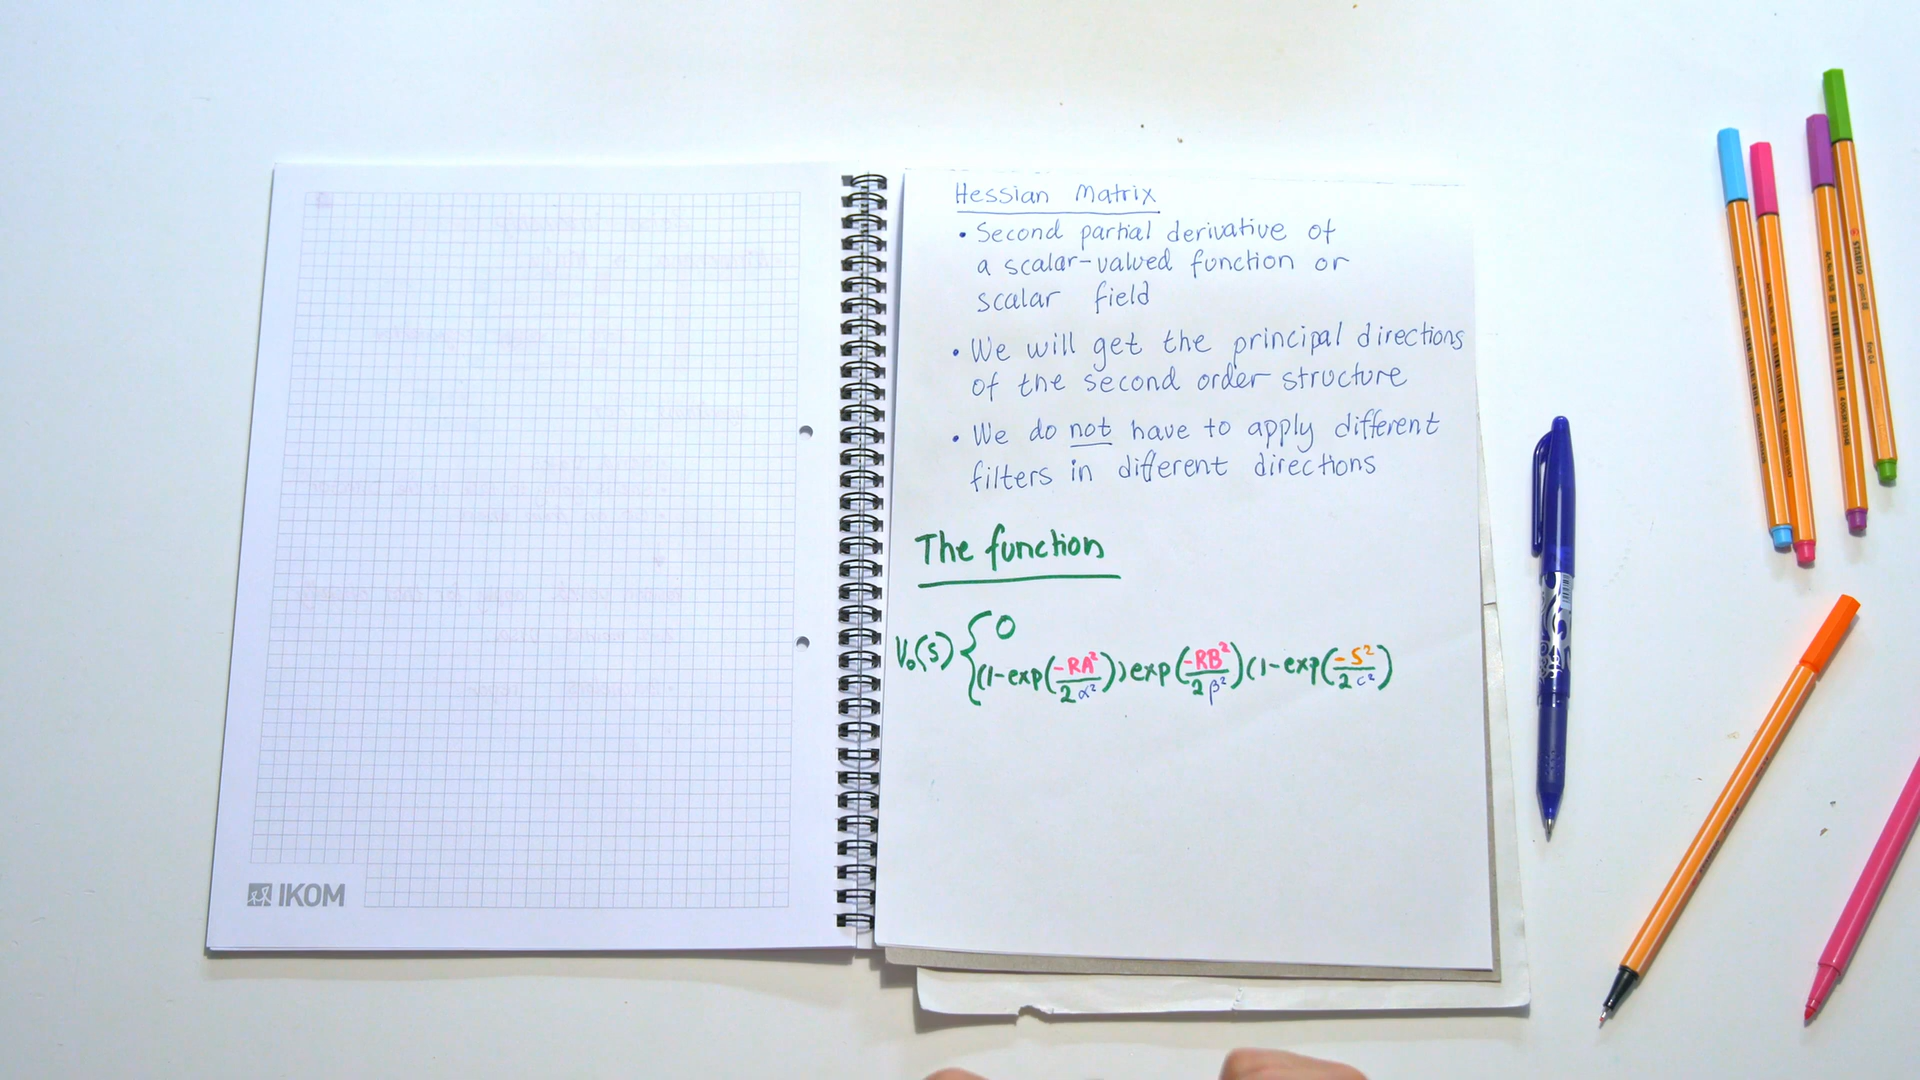 Hessian Matrix
• Second partial derivative of
a scalar-valued function or
scalar field
• We will get the principal directions
of the second order structure
• We do not have to apply different
filters in different directions
The function
V₀(s) { 0
(1-exp(-RA²/2α²)) exp(-RB²/2β²)(1-exp(-S²/2c²)
IKOM
STABILO